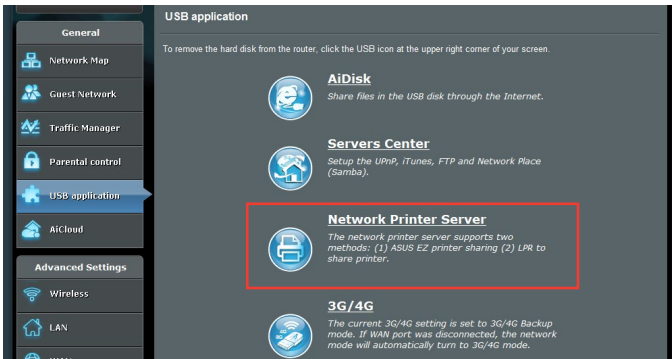 USB application
To remove the hard disk from the router, click the USB icon at the upper right corner of your screen.
General
Network Map
Guest Network
Traffic Manager
Parental control
USB application
AiCloud
Advanced Settings
Wireless
LAN
WAN
AiDisk
Share files in the USB disk through the Internet.
Servers Center
Setup the UPnP, iTunes, FTP and Network Place
(Samba).
Network Printer Server
The network printer server supports two
methods: (1) ASUS EZ printer sharing (2) LPR to
share printer.
3G/4G
The current 3G/4G setting is set to 3G/4G Backup
mode. If WAN port was disconnected, the network
mode will automatically turn to 3G/4G mode.